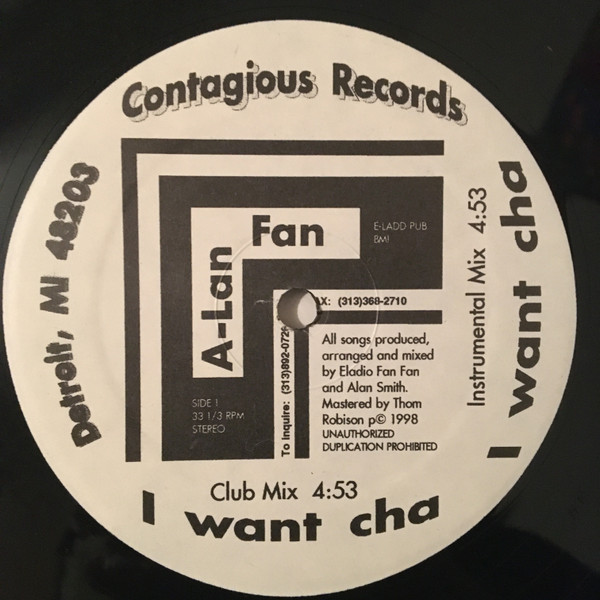 Contagious Records
Detroit, MI 48203
A-Lan
Fan
E-LADD PUB
BMI
AX: (313)368-2710
To Inquire: (313)892-0726
All songs produced,
arranged and mixed
by Eladio Fan Fan
and Alan Smith.
Mastered by Thom
Robison p© 1998
UNAUTHORIZED
DUPLICATION PROHIBITED
SIDE I
33 1/3 RPM
STEREO
Instrumental Mix 4:53
I want cha
Club Mix 4:53
I want cha